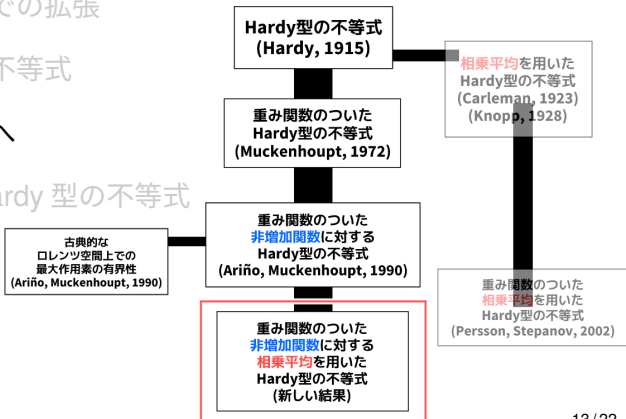 での拡張
不等式
へ
ardy 型の不等式
Hardy型の不等式
(Hardy, 1915)
相乗平均を用いた
Hardy型の不等式
(Carleman, 1923)
(Knopp, 1928)
重み関数のついた
Hardy型の不等式
(Muckenhoupt, 1972)
重み関数のついた
非増加関数に対する
Hardy型の不等式
(Ariño, Muckenhoupt, 1990)
古典的な
ロレンツ空間上での
最大作用素の有界性
(Ariño, Muckenhoupt, 1990)
重み関数のついた
相乗平均を用いた
Hardy型の不等式
(Persson, Stepanov, 2002)
重み関数のついた
非増加関数に対する
相乗平均を用いた
Hardy型の不等式
(新しい結果)